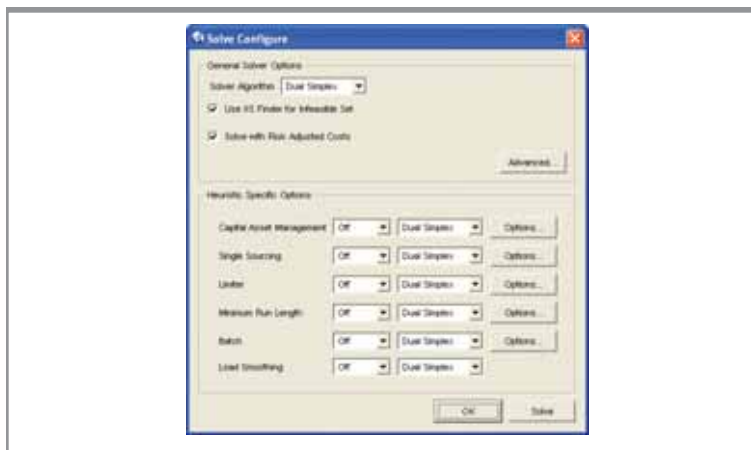 Solve Configure
General Solver Options
Solver Algorithm Dual Simplex
Use IIS Finder for Infeasible Set
Solve with Risk Adjusted Costs
Advanced...
Heuristic Specific Options
Capital Asset Management Off Dual Simplex Options...
Single Sourcing Off Dual Simplex Options...
Limiter Off Dual Simplex Options...
Minimum Run Length Off Dual Simplex Options...
Batch Off Dual Simplex Options...
Load Smoothing Off Dual Simplex
OK Solve